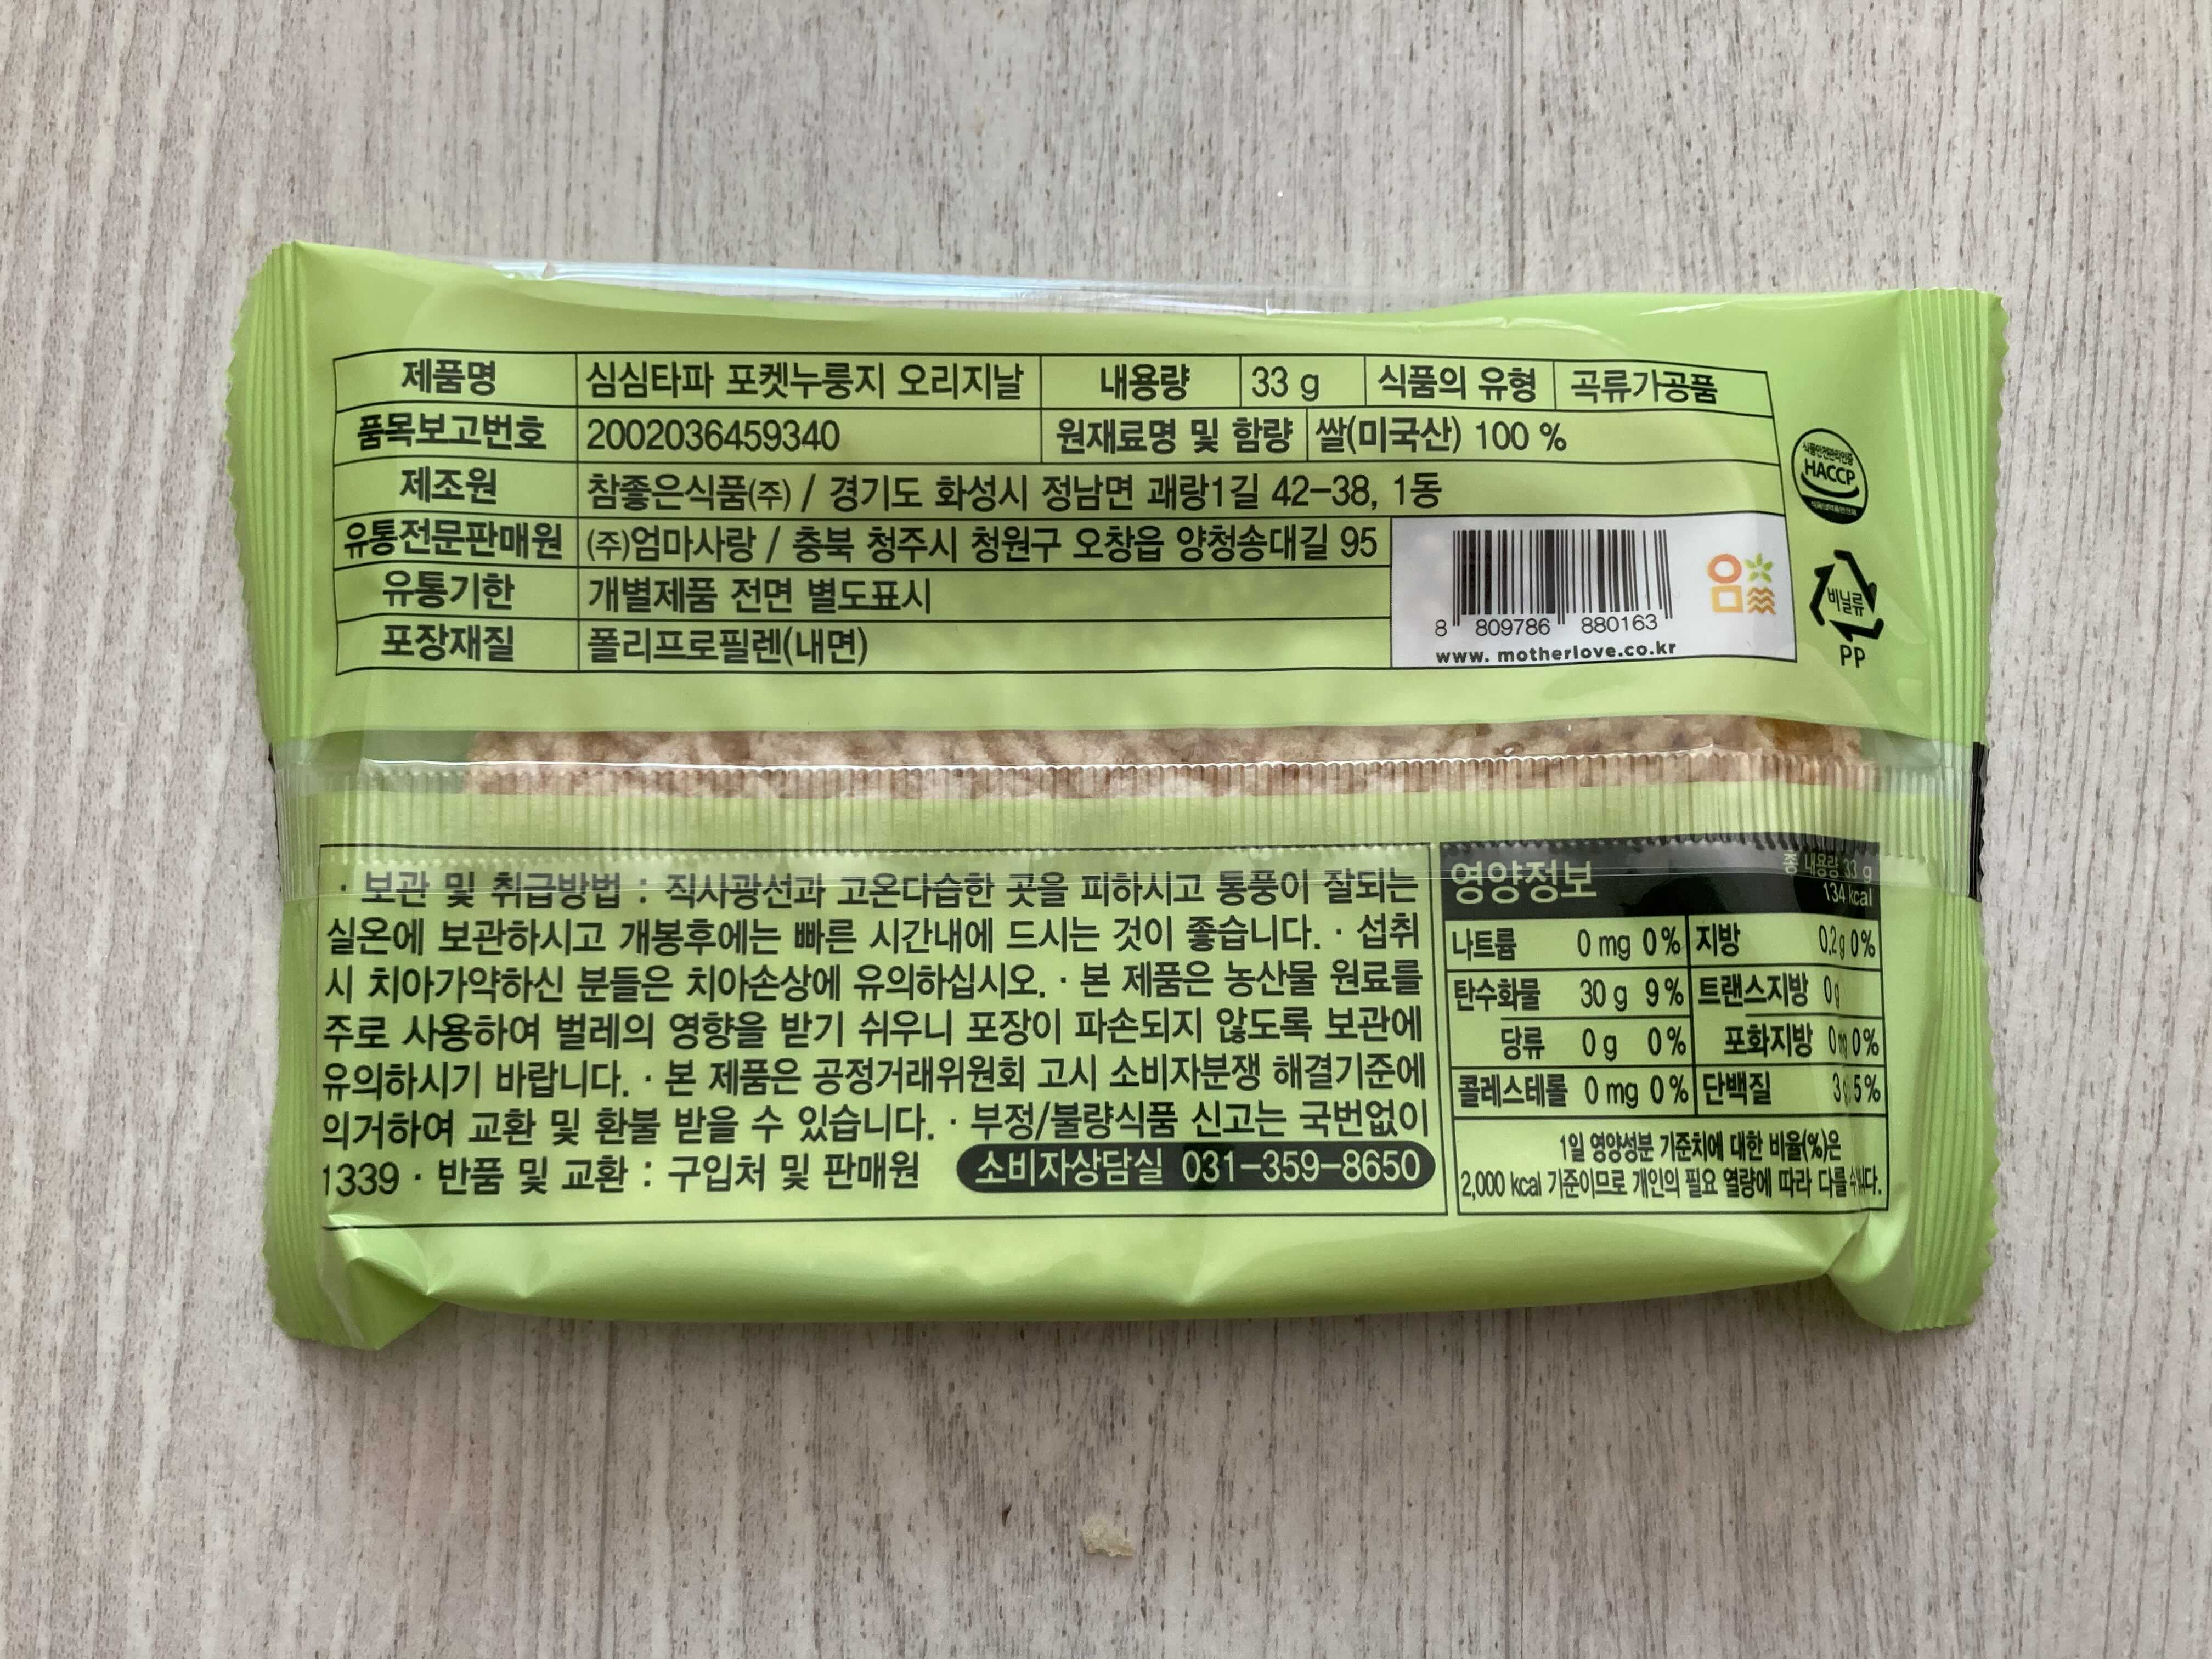 제품명 심심타파 포켓누룽지 오리지날 내용량 33 g 식품의 유형 곡류가공품
품목보고번호 2002036459340 원재료명 및 함량 쌀(미국산) 100 %
제조원 참좋은식품(주) / 경기도 화성시 정남면 괘랑1길 42-38, 1동
유통전문판매원 (주)엄마사랑 / 충북 청주시 청원구 오창읍 양청송대길 95
유통기한 개별제품 전면 별도표시
포장재질 폴리프로필렌(내면)
8 809786 880163
www. motherlove.co.kr
HACCP
비닐류
PP
· 보관 및 취급방법 : 직사광선과 고온다습한 곳을 피하시고 통풍이 잘되는
실온에 보관하시고 개봉후에는 빠른 시간내에 드시는 것이 좋습니다. · 섭취
시 치아가약하신 분들은 치아손상에 유의하십시오. · 본 제품은 농산물 원료를
주로 사용하여 벌레의 영향을 받기 쉬우니 포장이 파손되지 않도록 보관에
유의하시기 바랍니다. · 본 제품은 공정거래위원회 고시 소비자분쟁 해결기준에
의거하여 교환 및 환불 받을 수 있습니다. · 부정/불량식품 신고는 국번없이
1339 · 반품 및 교환 : 구입처 및 판매원 소비자상담실 031-359-8650
영양정보 총 내용량 33 g
134 kcal
나트륨 0 mg 0% 지방 0.2 g 0%
탄수화물 30 g 9% 트랜스지방 0g
당류 0g 0% 포화지방 0%
콜레스테롤 0 mg 0% 단백질 3g 5%
1일 영양성분 기준치에 대한 비율(%)은
2,000 kcal 기준이므로 개인의 필요 열량에 따라 다를